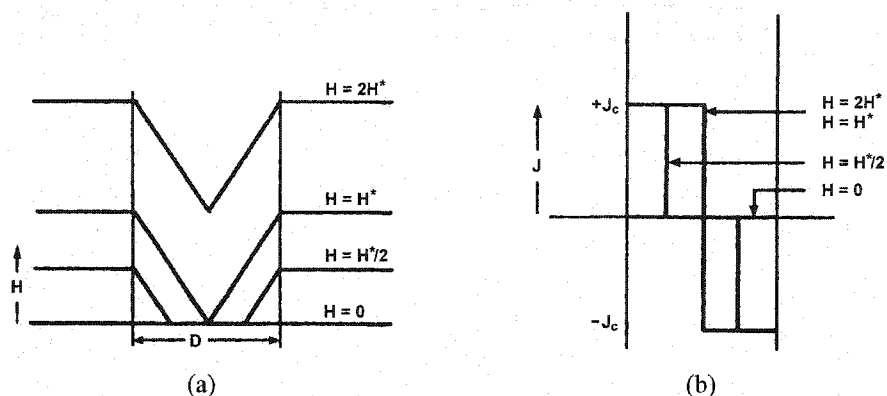 H = 2H*
H = H*
H = H*/2
H = 0
H
D
(a)
+Jc
J
−Jc
H = 2H*
H = H*
H = H*/2
H = 0
(b)